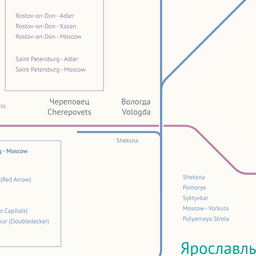 Rostov-on-Don - Adler
Rostov-on-Don - Kazan
Rostov-on-Don - Moscow
Saint Petersburg - Adler
Saint Petersburg - Moscow
Череповец
Cherepovets
Вологда
Vologda
Sheksna
- Moscow
(Red Arrow)
Capitals)
(Doubledecker)
Sheksna
Pomorye
Syktyvkar
Moscow - Vorkuta
Polyarnaya Strela
Ярославль